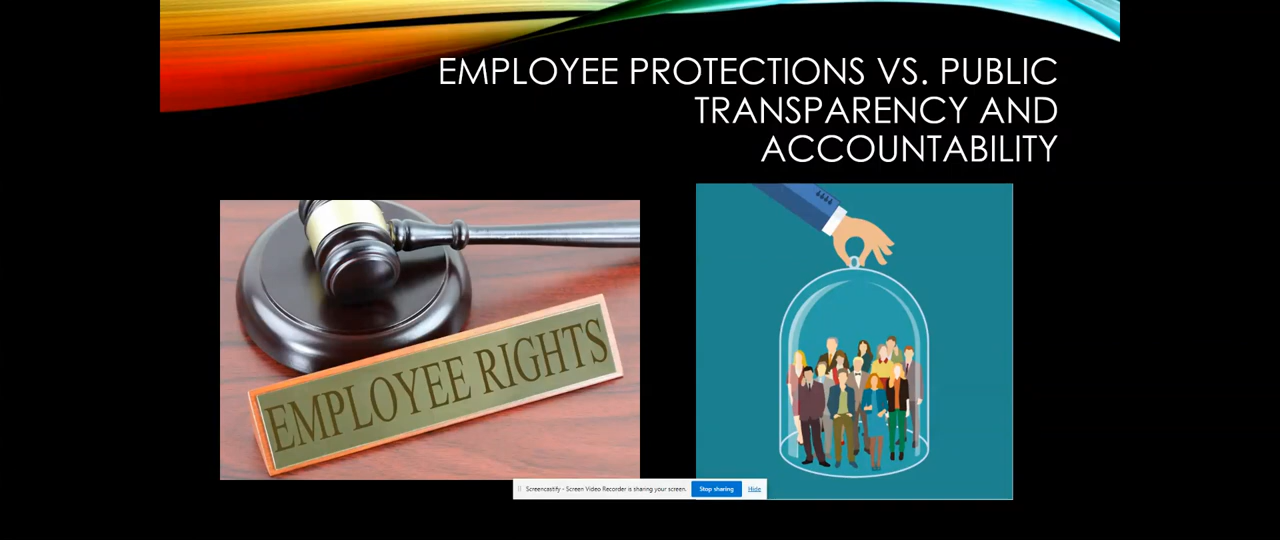 EMPLOYEE PROTECTIONS VS. PUBLIC
TRANSPARENCY AND
ACCOUNTABILITY
EMPLOYEE RIGHTS
Screencastify - Screen Video Recorder is sharing your screen.
Stop sharing
Hide